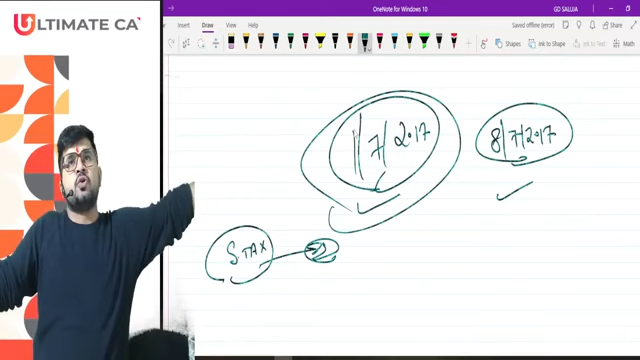 ULTIMATE CA
OneNote for Windows 10
GD SALUJA
Insert
Draw
View
Help
Saved offline (error)
Share
Shapes
Ink to Shape
Ink to Text
Math
1/7/2017
8/7/2017
S.TAX